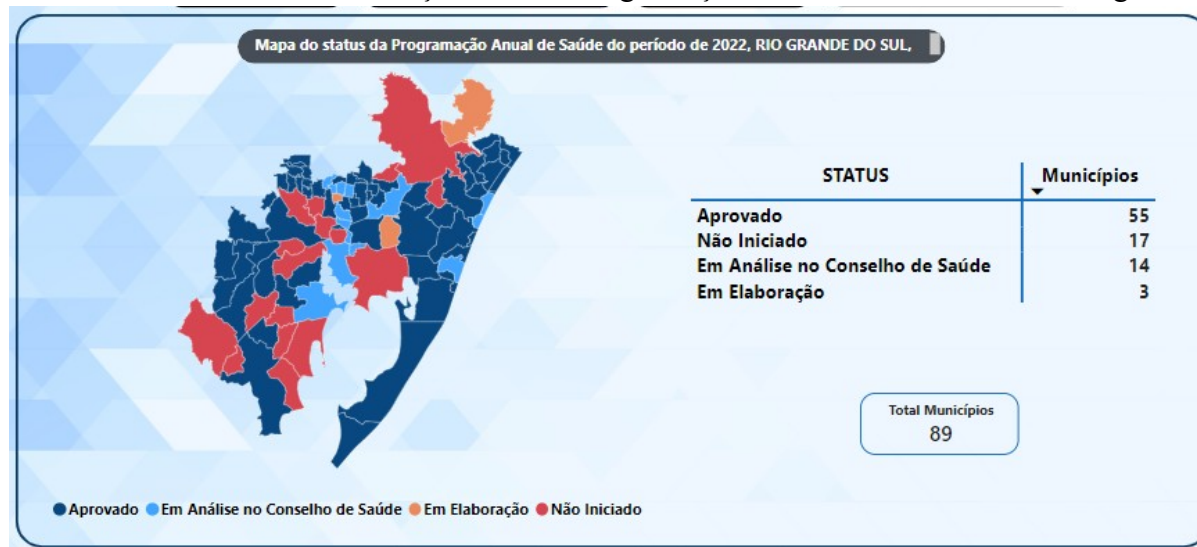 Mapa do status da Programação Anual de Saúde do período de 2022, RIO GRANDE DO SUL,
STATUS Municípios
Aprovado 55
Não Iniciado 17
Em Análise no Conselho de Saúde 14
Em Elaboração 3
Total Municípios
89
Aprovado Em Análise no Conselho de Saúde Em Elaboração Não Iniciado